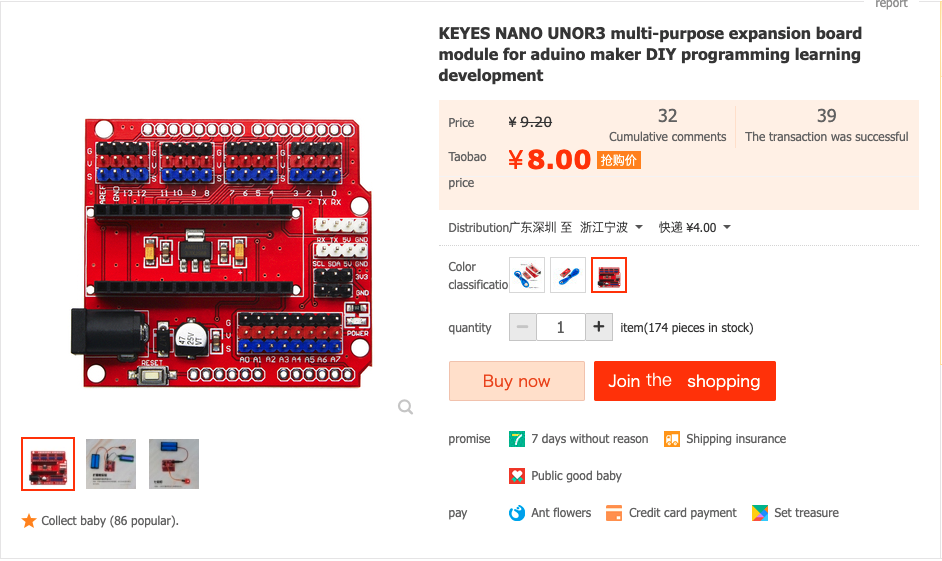 report
KEYES NANO UNOR3 multi-purpose expansion board
module for aduino maker DIY programming learning
development
Price
¥ 9.20
32
Cumulative comments
39
The transaction was successful
Taobao
price
¥8.00 抢购价
Distribution广东深圳 至 浙江宁波 快递 ¥4.00
Color
classificatio
quantity
− 1 + item(174 pieces in stock)
Buy now
Join the shopping
promise
7 7 days without reason
Shipping insurance
Public good baby
pay
Ant flowers
Credit card payment
Set treasure
G
V
S
G
V
S
AREF
GND
13 12
11 10 9 8
7 6 5 4
3 2 1 0
TX RX
RX TX 5V GND
SCL SDA 5V GND
3V3
GND
POWER
G
V
S
47
25V
VT
A0 A1 A2 A3 A4 A5 A6 A7
RESET
Collect baby (86 popular).